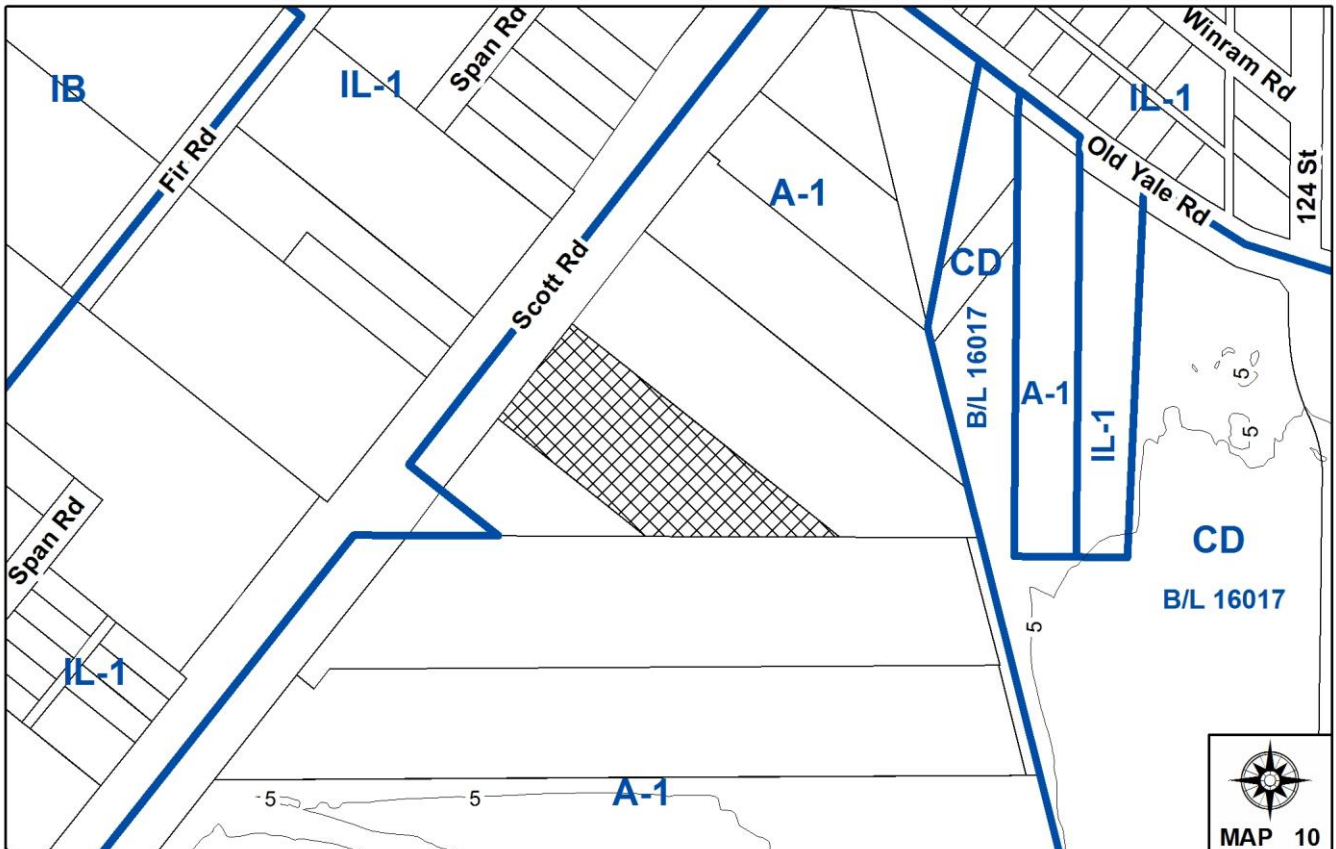 Winram Rd
Span Rd
IB
IL-1
IL-1
Fir Rd
Old Yale Rd
124 St
A-1
CD
Scott Rd
B/L 16017
5
A-1
5
IL-1
Span Rd
CD
B/L 16017
5
IL-1
5
5
A-1
MAP 10